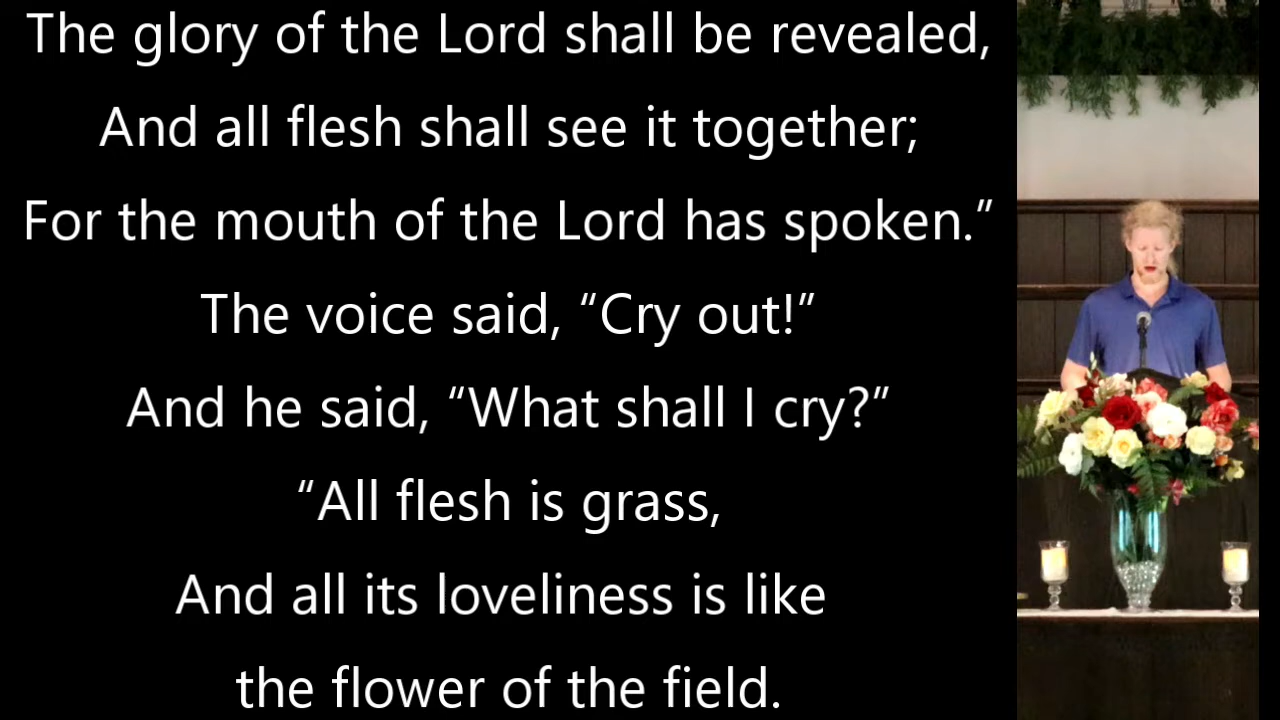 The glory of the Lord shall be revealed,
And all flesh shall see it together;
For the mouth of the Lord has spoken.”
The voice said, “Cry out!”
And he said, “What shall I cry?”
“All flesh is grass,
And all its loveliness is like
the flower of the field.